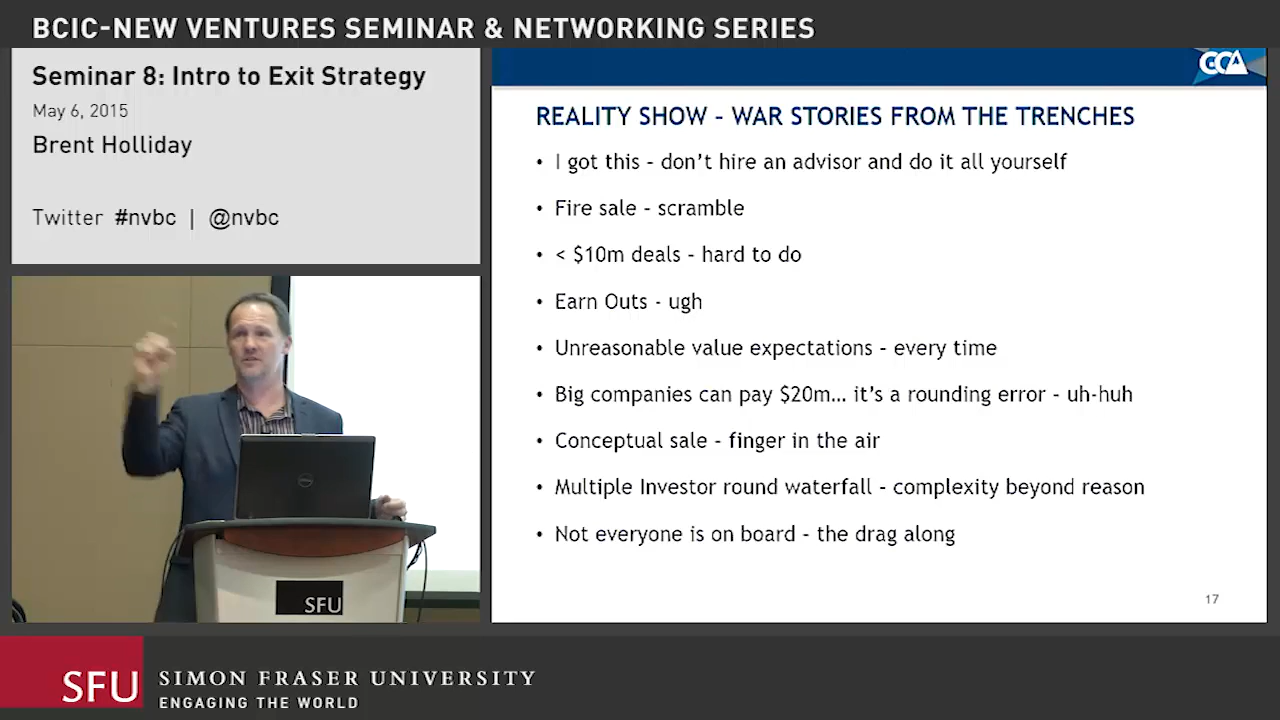 BCIC-NEW VENTURES SEMINAR & NETWORKING SERIES
Seminar 8: Intro to Exit Strategy
May 6, 2015
Brent Holliday
Twitter #nvbc | @nvbc
CCA
REALITY SHOW – WAR STORIES FROM THE TRENCHES
• I got this – don't hire an advisor and do it all yourself
• Fire sale – scramble
• < $10m deals – hard to do
• Earn Outs - ugh
• Unreasonable value expectations – every time
• Big companies can pay $20m… it's a rounding error – uh-huh
• Conceptual sale – finger in the air
• Multiple Investor round waterfall – complexity beyond reason
• Not everyone is on board – the drag along
17
SFU
SFU
SIMON FRASER UNIVERSITY
ENGAGING THE WORLD